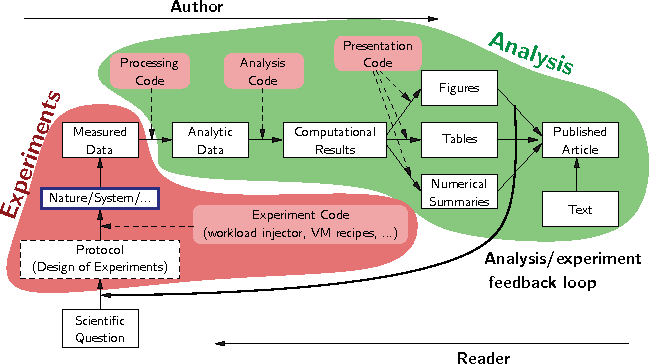 Author
Analysis
Experiments
Processing
Code
Analysis
Code
Presentation
Code
Figures
Measured
Data
Analytic
Data
Computational
Results
Tables
Published
Article
Numerical
Summaries
Text
Nature/System/...
Experiment Code
(workload injector, VM recipes, ...)
Protocol
(Design of Experiments)
Analysis/experiment
feedback loop
Scientific
Question
Reader